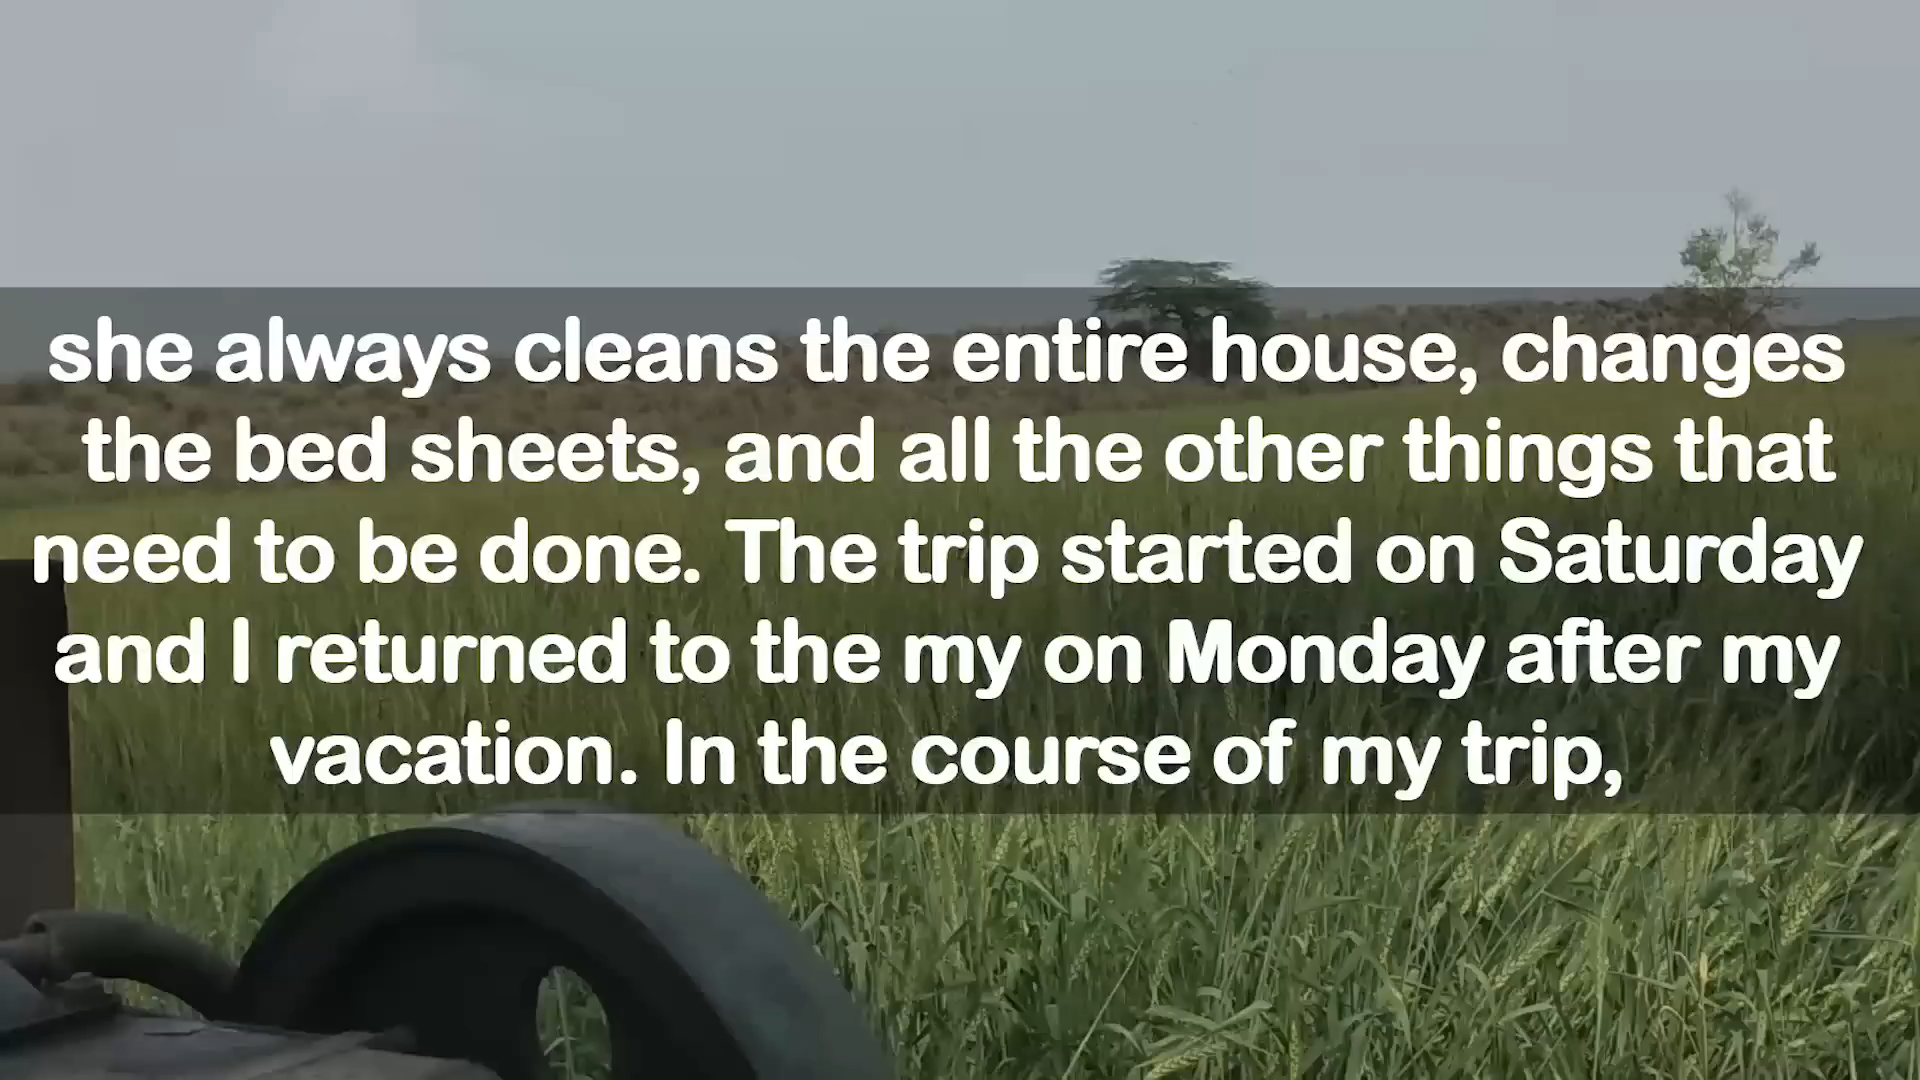 she always cleans the entire house, changes
the bed sheets, and all the other things that
need to be done. The trip started on Saturday
and I returned to the my on Monday after my
vacation. In the course of my trip,